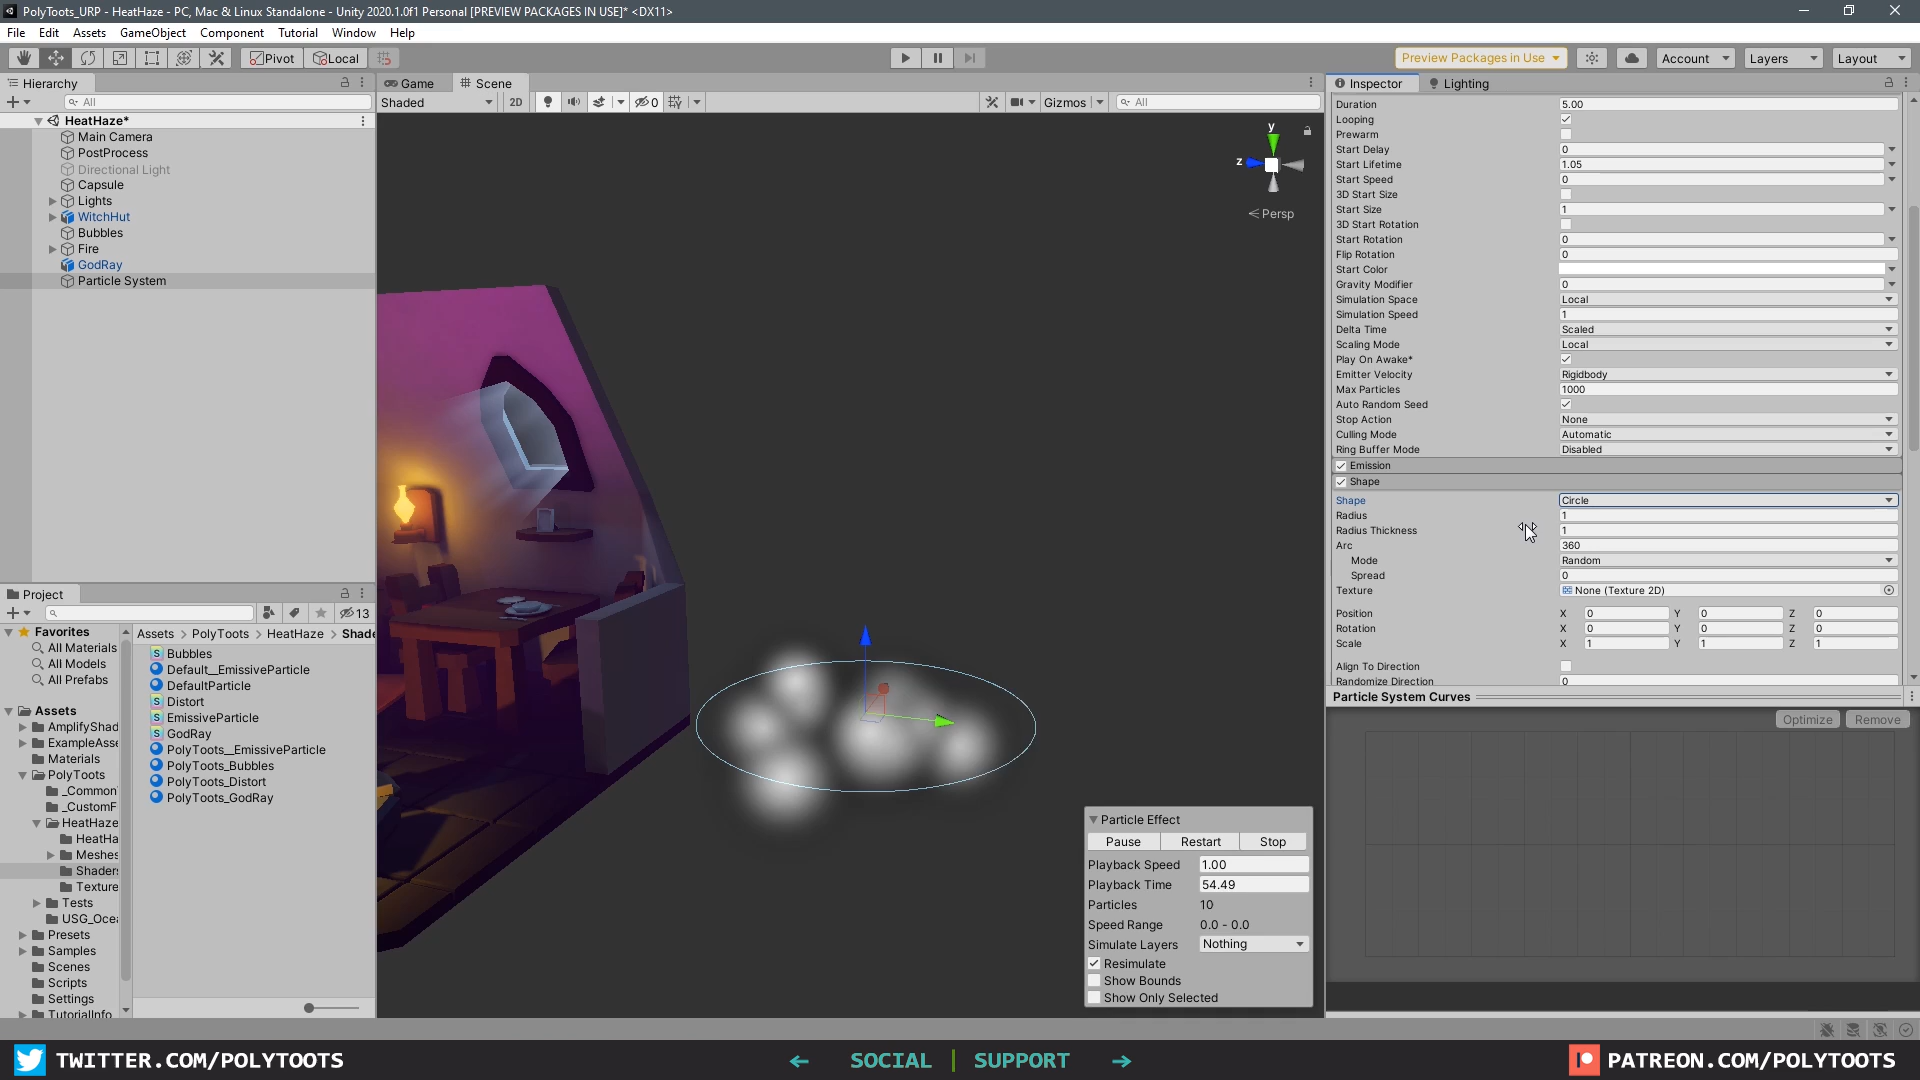 PolyToots_URP - HeatHaze - PC, Mac & Linux Standalone - Unity 2020.1.0f1 Personal [PREVIEW PACKAGES IN USE]* <DX11>
File Edit Assets GameObject Component Tutorial Window Help
Pivot Local Preview Packages in Use Account Layers Layout
Hierarchy
All
HeatHaze*
Main Camera
PostProcess
Directional Light
Capsule
Lights
WitchHut
Bubbles
Fire
GodRay
Particle System
Game Scene
Shaded 2D 0 Gizmos All
y
z
Persp
Inspector Lighting
Duration 5.00
Looping
Prewarm
Start Delay 0
Start Lifetime 1.05
Start Speed 0
3D Start Size
Start Size 1
3D Start Rotation
Start Rotation 0
Flip Rotation 0
Start Color
Gravity Modifier 0
Simulation Space Local
Simulation Speed 1
Delta Time Scaled
Scaling Mode Local
Play On Awake*
Emitter Velocity Rigidbody
Max Particles 1000
Auto Random Seed
Stop Action None
Culling Mode Automatic
Ring Buffer Mode Disabled
Emission
Shape
Shape Circle
Radius 1
Radius Thickness 1
Arc 360
Mode Random
Spread 0
Texture None (Texture 2D)
Position X 0 Y 0 Z 0
Rotation X 0 Y 0 Z 0
Scale X 1 Y 1 Z 1
Align To Direction
Randomize Direction 0
Particle System Curves
Optimize Remove
Project
13
Favorites
All Materials
All Models
All Prefabs
Assets
AmplifyShad
ExampleAsse
Materials
PolyToots
_Common
_CustomF
HeatHaze
HeatHa
Meshes
Shaders
Texture
Tests
USG_Ocea
Presets
Samples
Scenes
Scripts
Settings
TutorialInfo
Assets > PolyToots > HeatHaze > Shade
Bubbles
Default__EmissiveParticle
DefaultParticle
Distort
EmissiveParticle
GodRay
PolyToots__EmissiveParticle
PolyToots_Bubbles
PolyToots_Distort
PolyToots_GodRay
Particle Effect
Pause Restart Stop
Playback Speed 1.00
Playback Time 54.49
Particles 10
Speed Range 0.0 - 0.0
Simulate Layers Nothing
Resimulate
Show Bounds
Show Only Selected
TWITTER.COM/POLYTOOTS ← SOCIAL | SUPPORT → PATREON.COM/POLYTOOTS